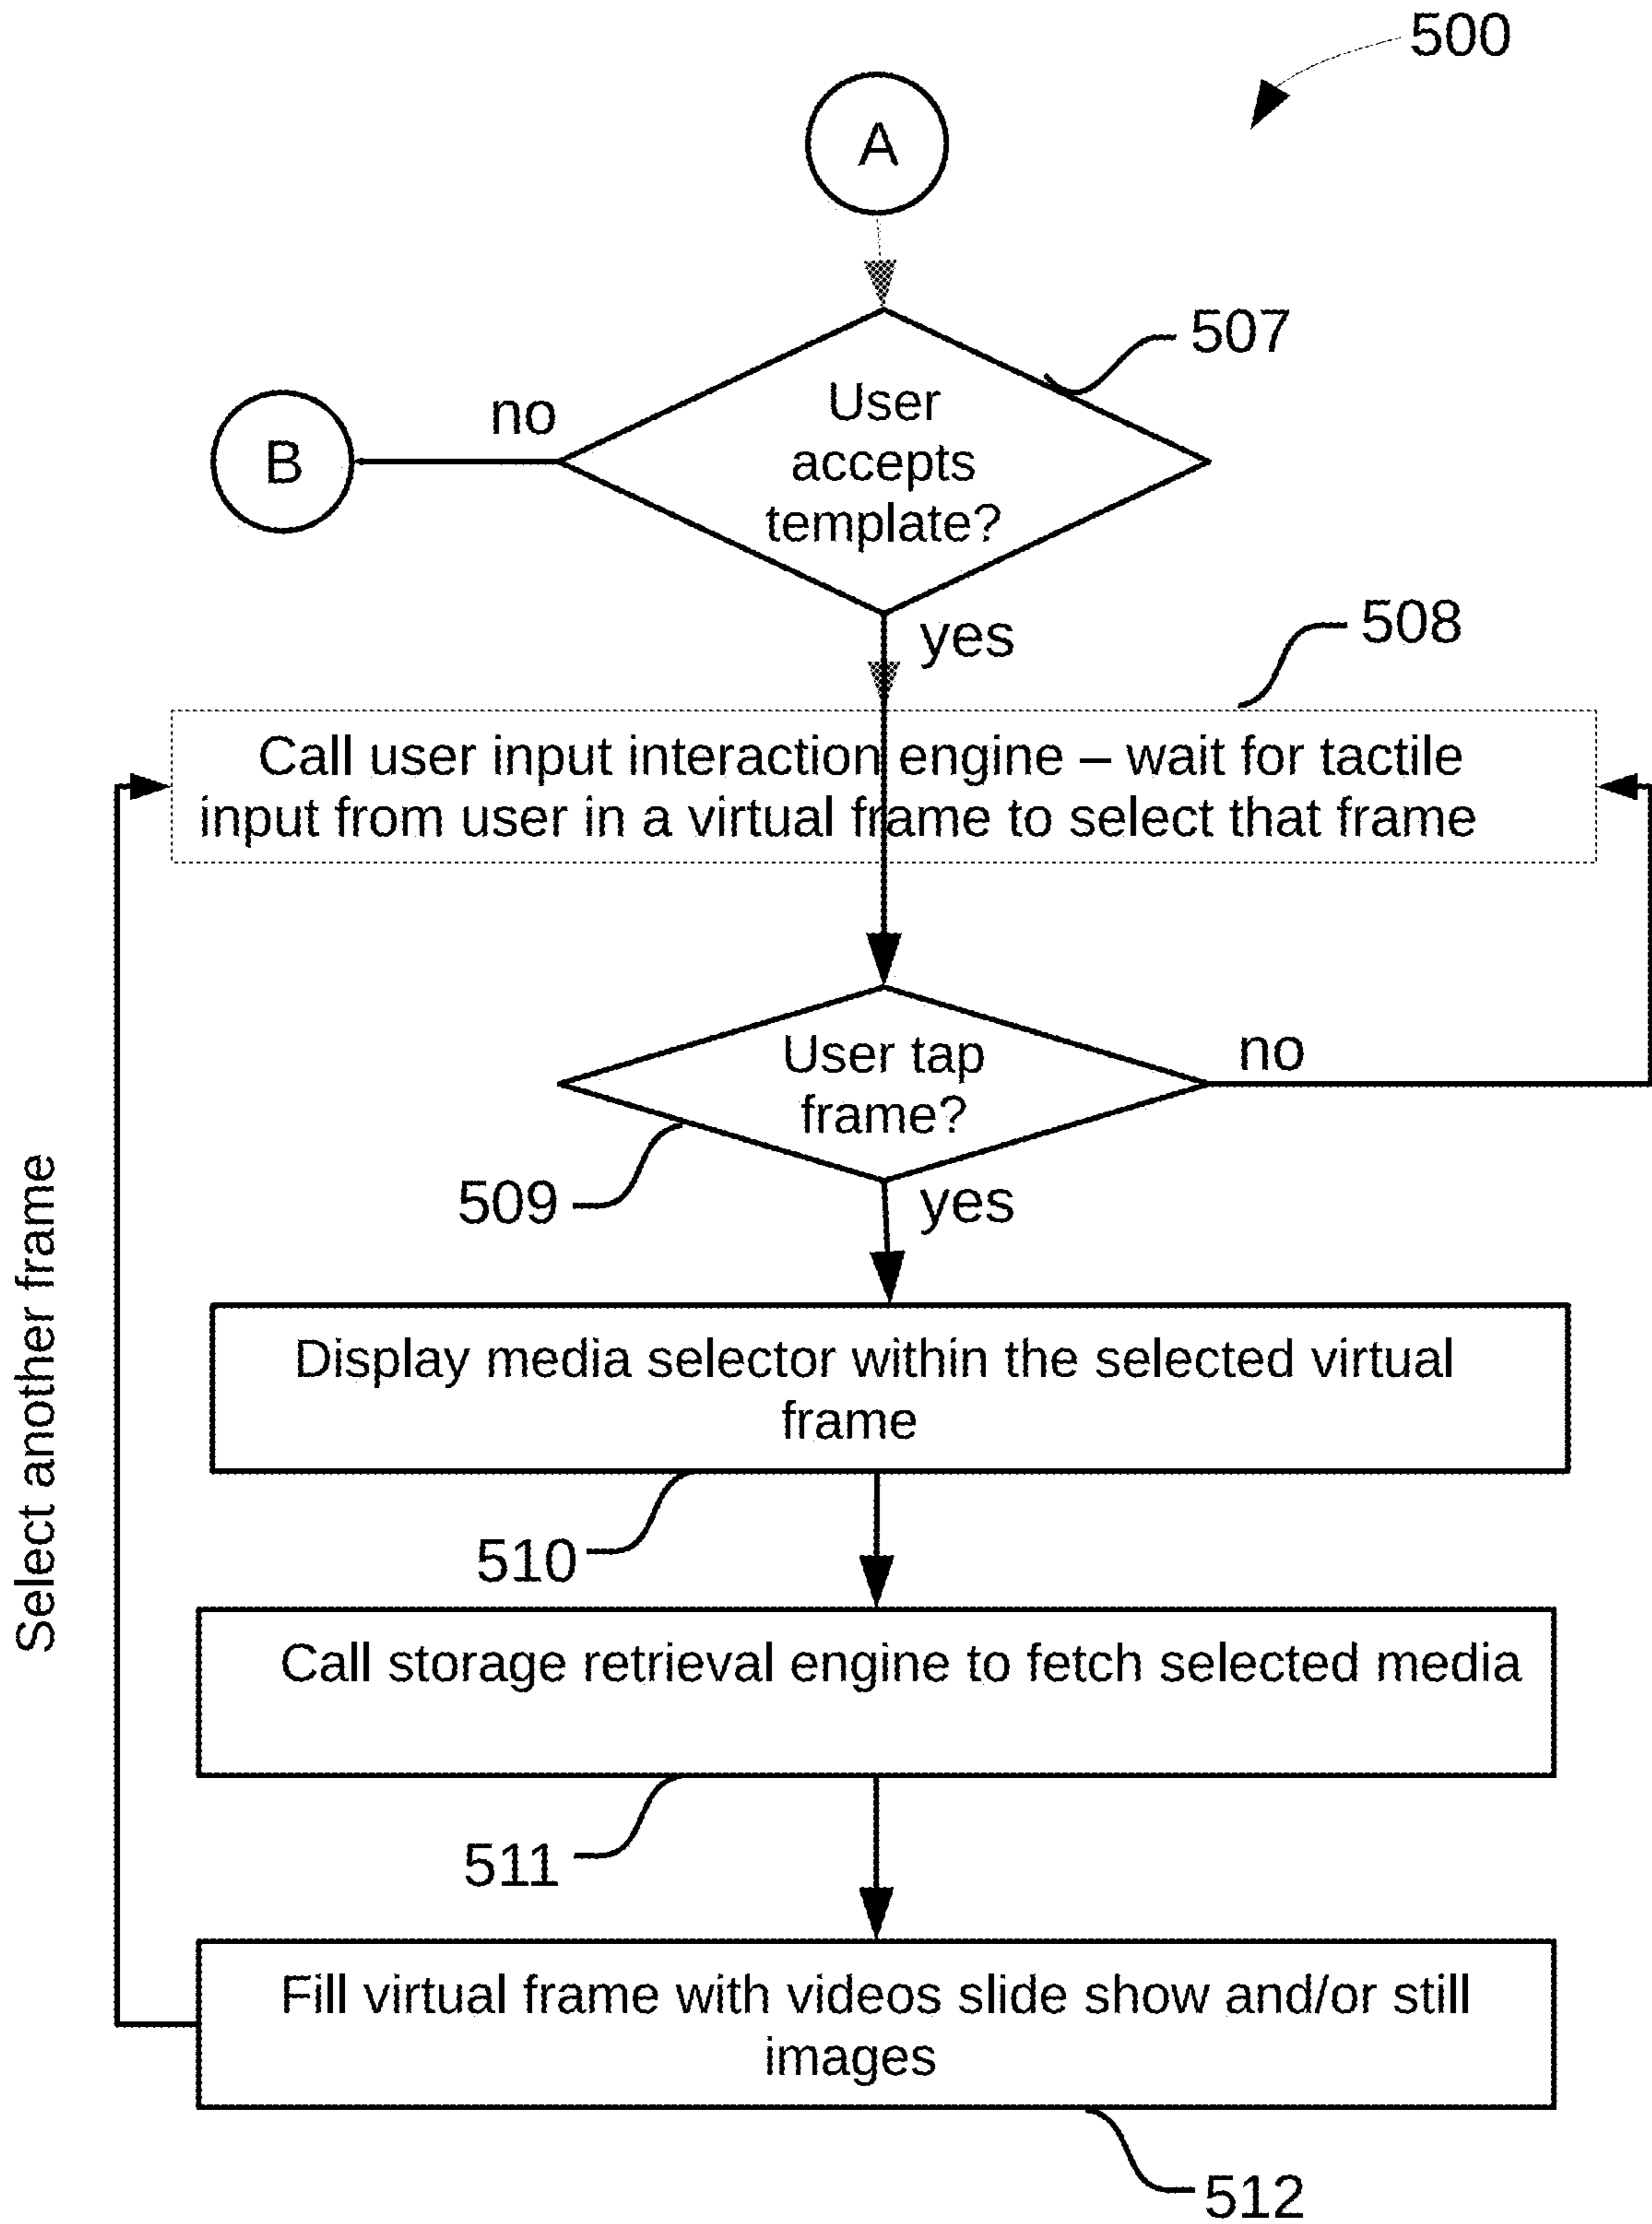 500
A
507
User
accepts
template?
no
B
yes
508
Call user input interaction engine – wait for tactile
input from user in a virtual frame to select that frame
User tap
frame?
no
509
yes
Select another frame
Display media selector within the selected virtual
frame
510
Call storage retrieval engine to fetch selected media
511
Fill virtual frame with videos slide show and/or still
images
512